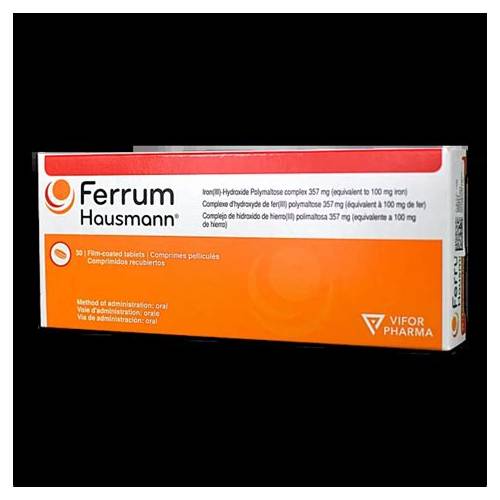 Ferrum
Hausmann®
Iron(III)-Hydroxide Polymaltose complex 357 mg (equivalent to 100 mg iron)
Complexe d'hydroxyde de fer(III) polymaltose 357 mg (équivalent à 100 mg de fer)
Complejo de hidroxido de hierro(III) polimaltosa 357 mg (equivalente a 100 mg
de hierro)
30 | Film-coated tablets | Comprimés pelliculés
Comprimidos recubiertos
Method of administration: oral
Voie d'administration: orale
Via de administracion: oral
VIFOR
PHARMA
Ferrum